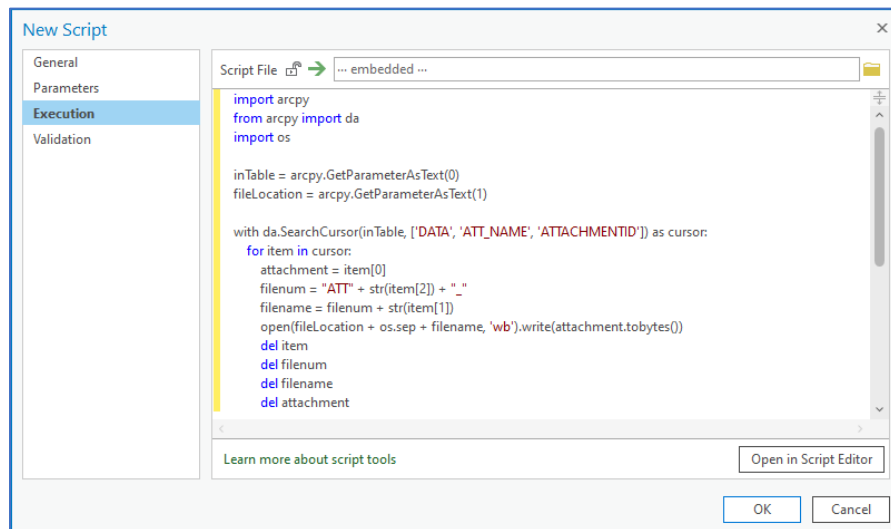 New Script
General
Parameters
Execution
Validation
Script File
... embedded ...
import arcpy
from arcpy import da
import os
inTable = arcpy.GetParameterAsText(0)
fileLocation = arcpy.GetParameterAsText(1)
with da.SearchCursor(inTable, ['DATA', 'ATT_NAME', 'ATTACHMENTID']) as cursor:
for item in cursor:
attachment = item[0]
filenum = "ATT" + str(item[2]) + "_"
filename = filenum + str(item[1])
open(fileLocation + os.sep + filename, 'wb').write(attachment.tobytes())
del item
del filenum
del filename
del attachment
Learn more about script tools
Open in Script Editor
OK
Cancel